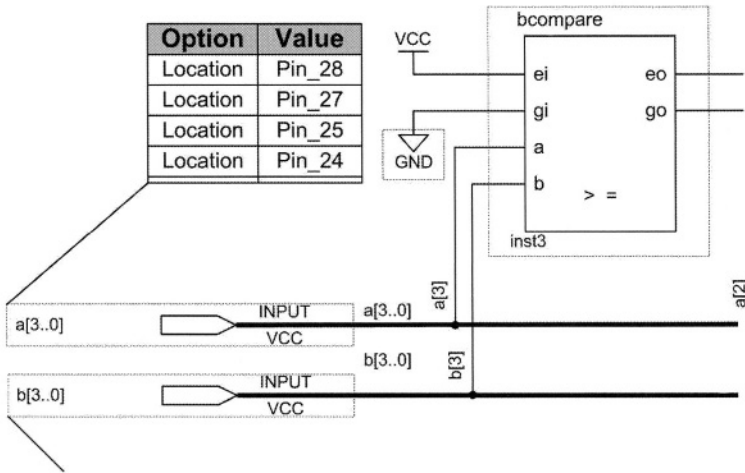 bcompare
Option Value
Location Pin_28
Location Pin_27
Location Pin_25
Location Pin_24
VCC
ei eo
gi go
GND
a
b
> =
inst3
a[3]
a[2]
a[3..0] INPUT a[3..0]
VCC
b[3..0]
b[3]
b[3..0] INPUT
VCC